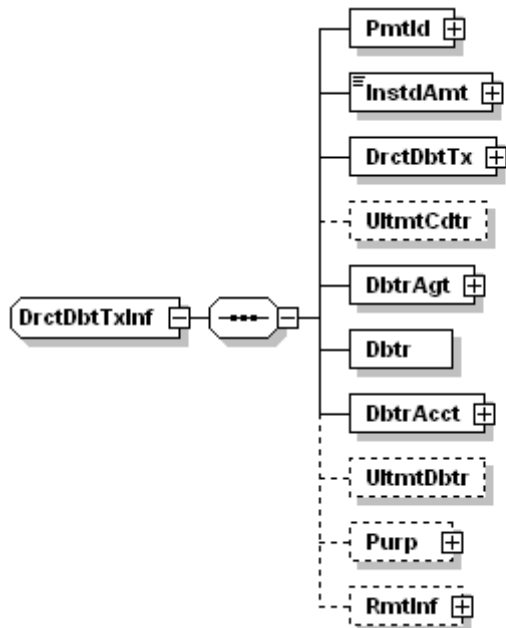 PmtId
InstdAmt
DrctDbtTx
UltmtCdtr
DrctDbtTxInf
DbtrAgt
Dbtr
DbtrAcct
UltmtDbtr
Purp
RmtInf